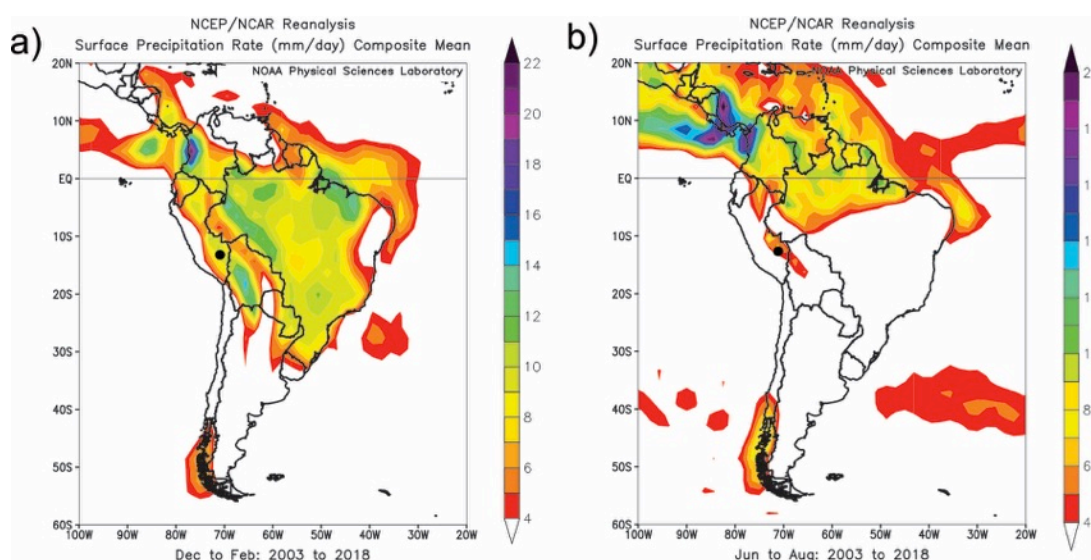 a)
NCEP/NCAR Reanalysis
Surface Precipitation Rate (mm/day) Composite Mean
NOAA Physical Sciences Laboratory
20N
10N
EQ
10S
20S
30S
40S
50S
60S
100W 90W 80W 70W 60W 50W 40W 30W 20W
Dec to Feb: 2003 to 2018
22
20
18
16
14
12
10
8
6
4
b)
NCEP/NCAR Reanalysis
Surface Precipitation Rate (mm/day) Composite Mean
NOAA Physical Sciences Laboratory
20N
10N
EQ
10S
20S
30S
40S
50S
60S
100W 90W 80W 70W 60W 50W 40W 30W 20W
Jun to Aug: 2003 to 2018
8
6
4